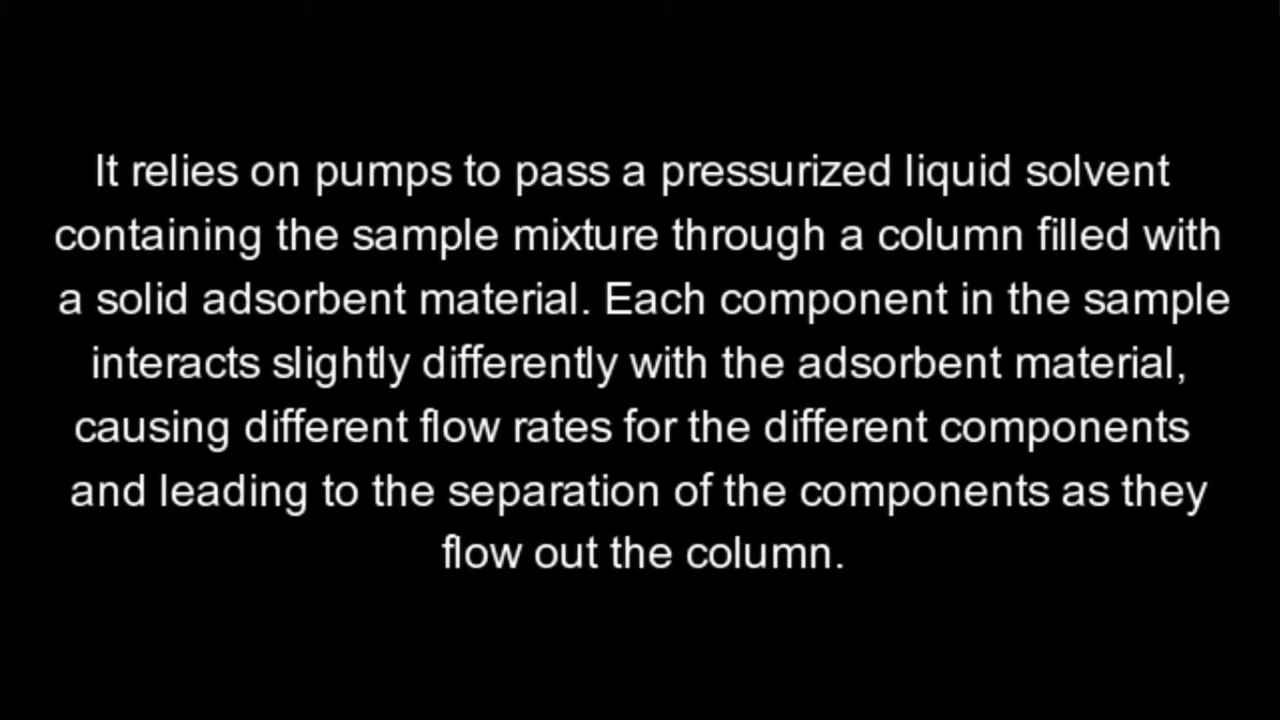 It relies on pumps to pass a pressurized liquid solvent
containing the sample mixture through a column filled with
a solid adsorbent material. Each component in the sample
interacts slightly differently with the adsorbent material,
causing different flow rates for the different components
and leading to the separation of the components as they
flow out the column.